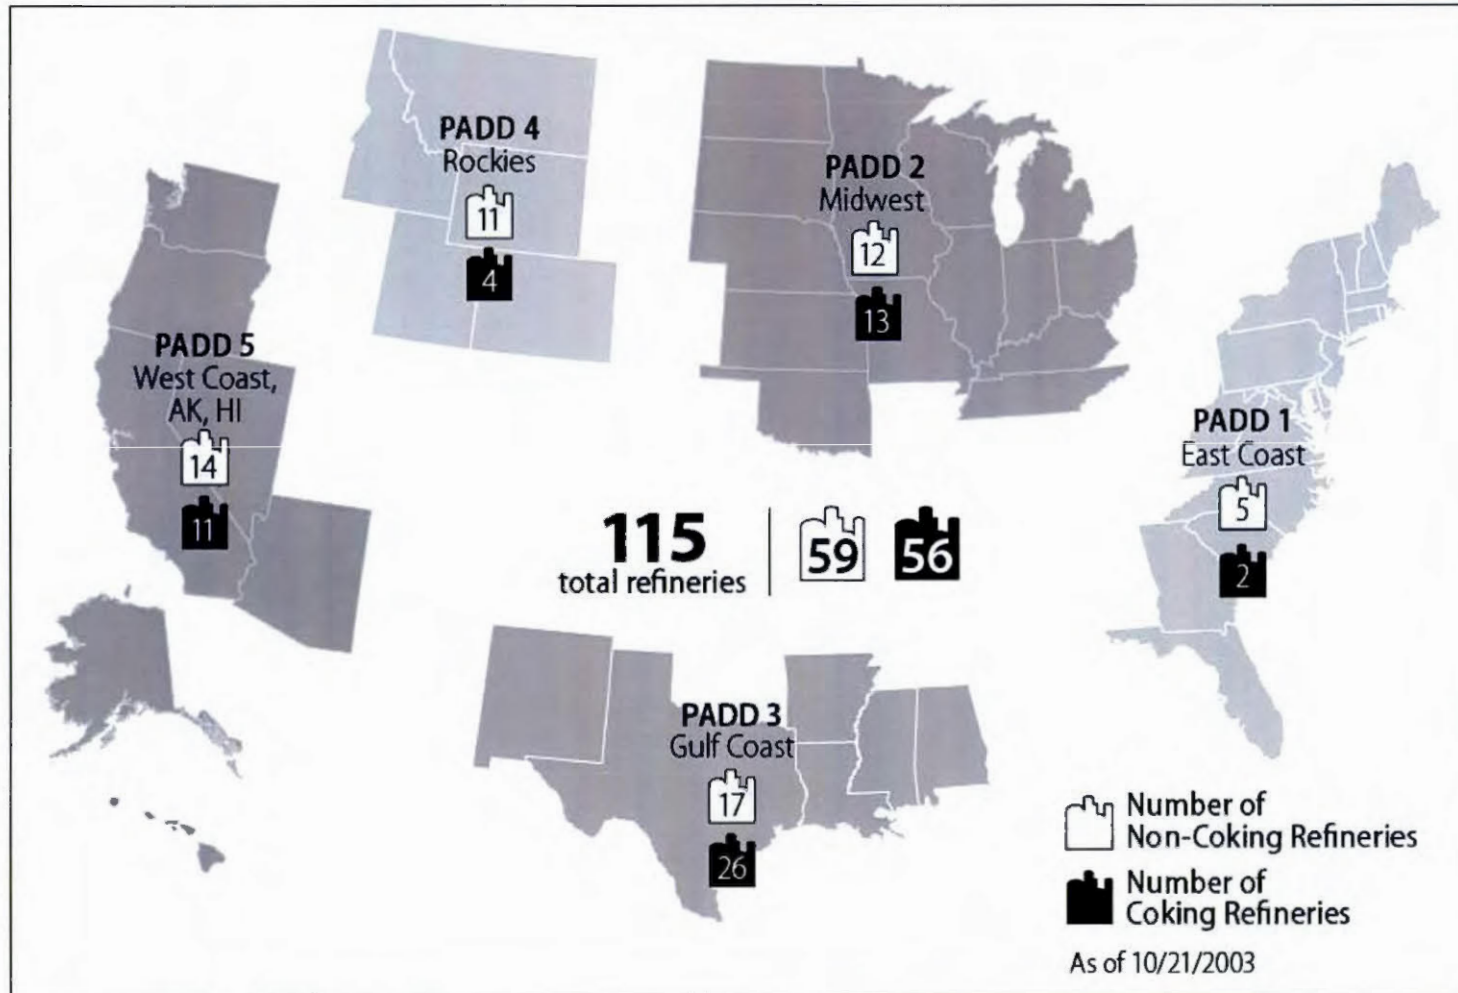 PADD 4
Rockies
11
4
PADD 2
Midwest
12
13
PADD 5
West Coast,
AK, HI
14
11
PADD 1
East Coast
5
2
115
total refineries
59
56
PADD 3
Gulf Coast
17
26
Number of
Non-Coking Refineries
Number of
Coking Refineries
As of 10/21/2003